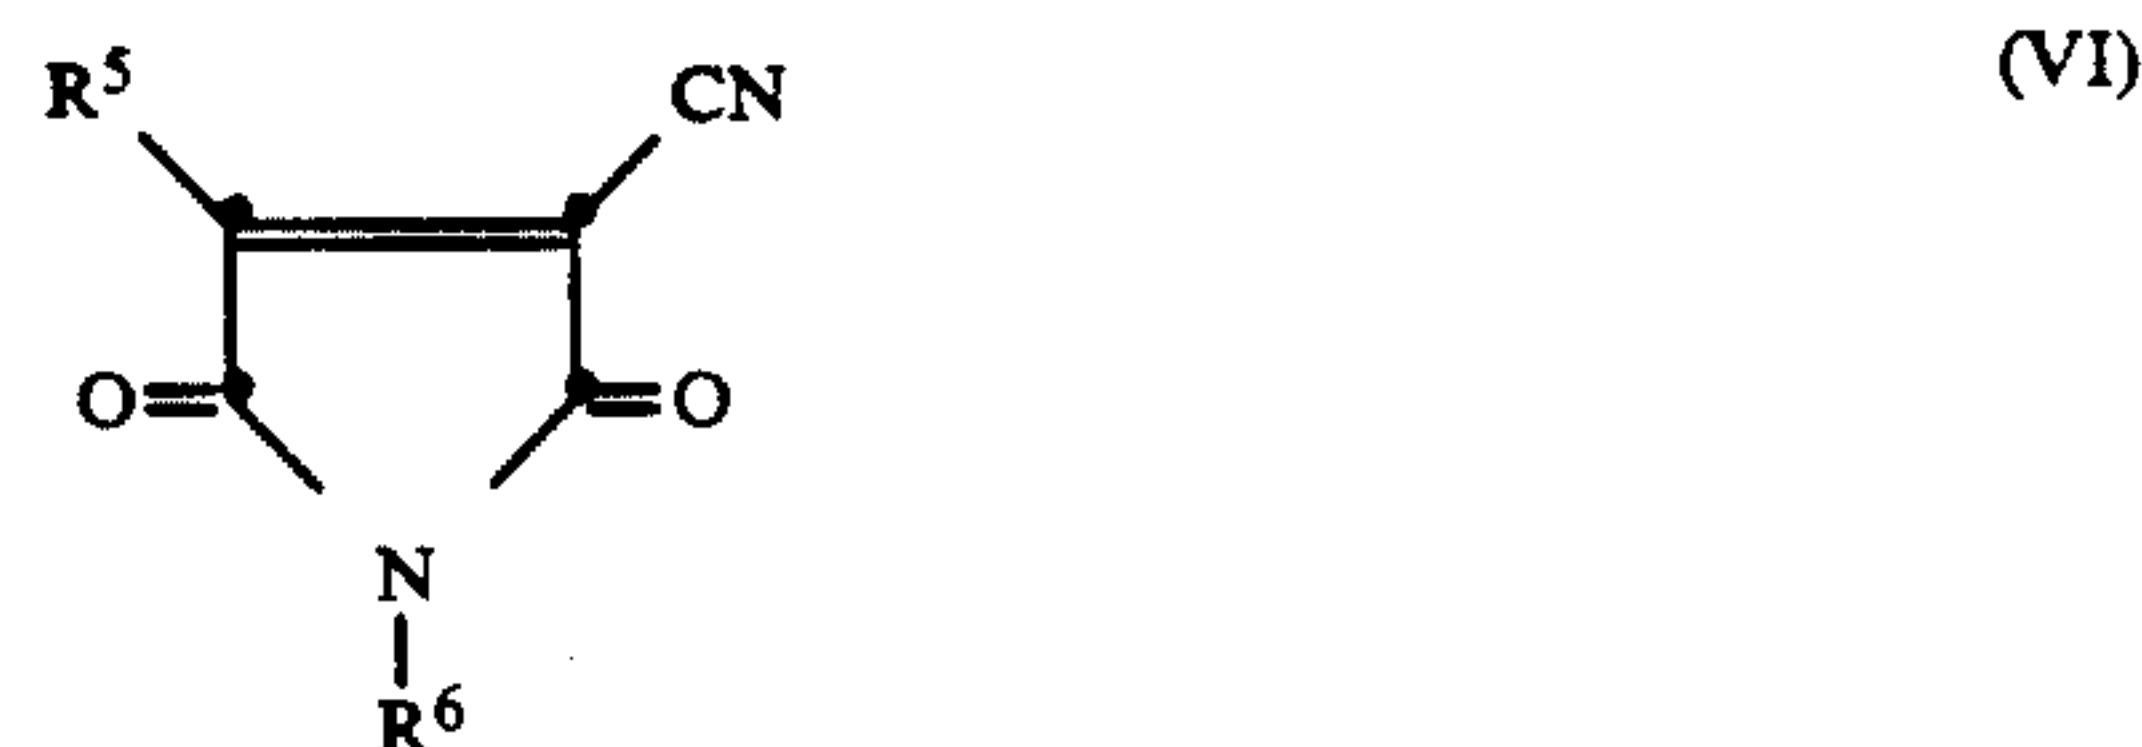 R⁵ CN (VI)
O O
N
R⁶